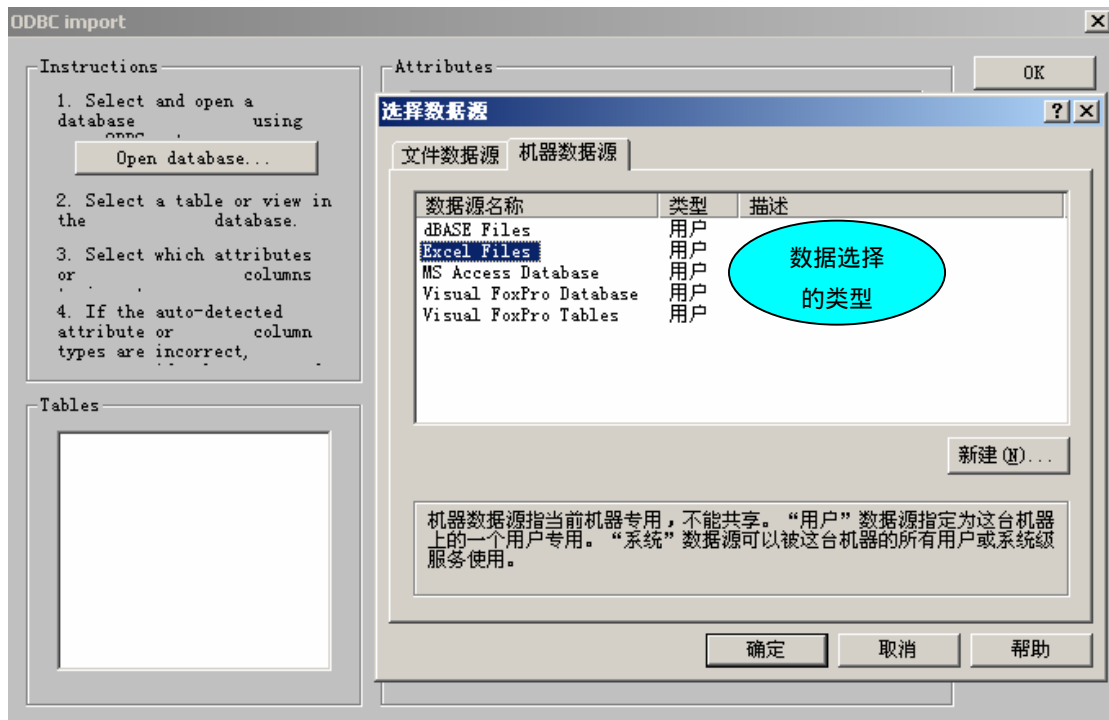 ODBC import
Instructions
1. Select and open a
database using
Open database...
2. Select a table or view in
the database.
3. Select which attributes
or columns
4. If the auto-detected
attribute or column
types are incorrect,
Tables
Attributes
OK
选择数据源
文件数据源 机器数据源
数据源名称 类型 描述
dBASE Files 用户
Excel Files 用户
MS Access Database 用户
Visual FoxPro Database 用户
Visual FoxPro Tables 用户
数据选择
的类型
新建(N)...
机器数据源指当前机器专用，不能共享。“用户”数据源指定为这台机器
上的一个用户专用。“系统”数据源可以被这台机器的所有用户或系统级
服务使用。
确定 取消 帮助